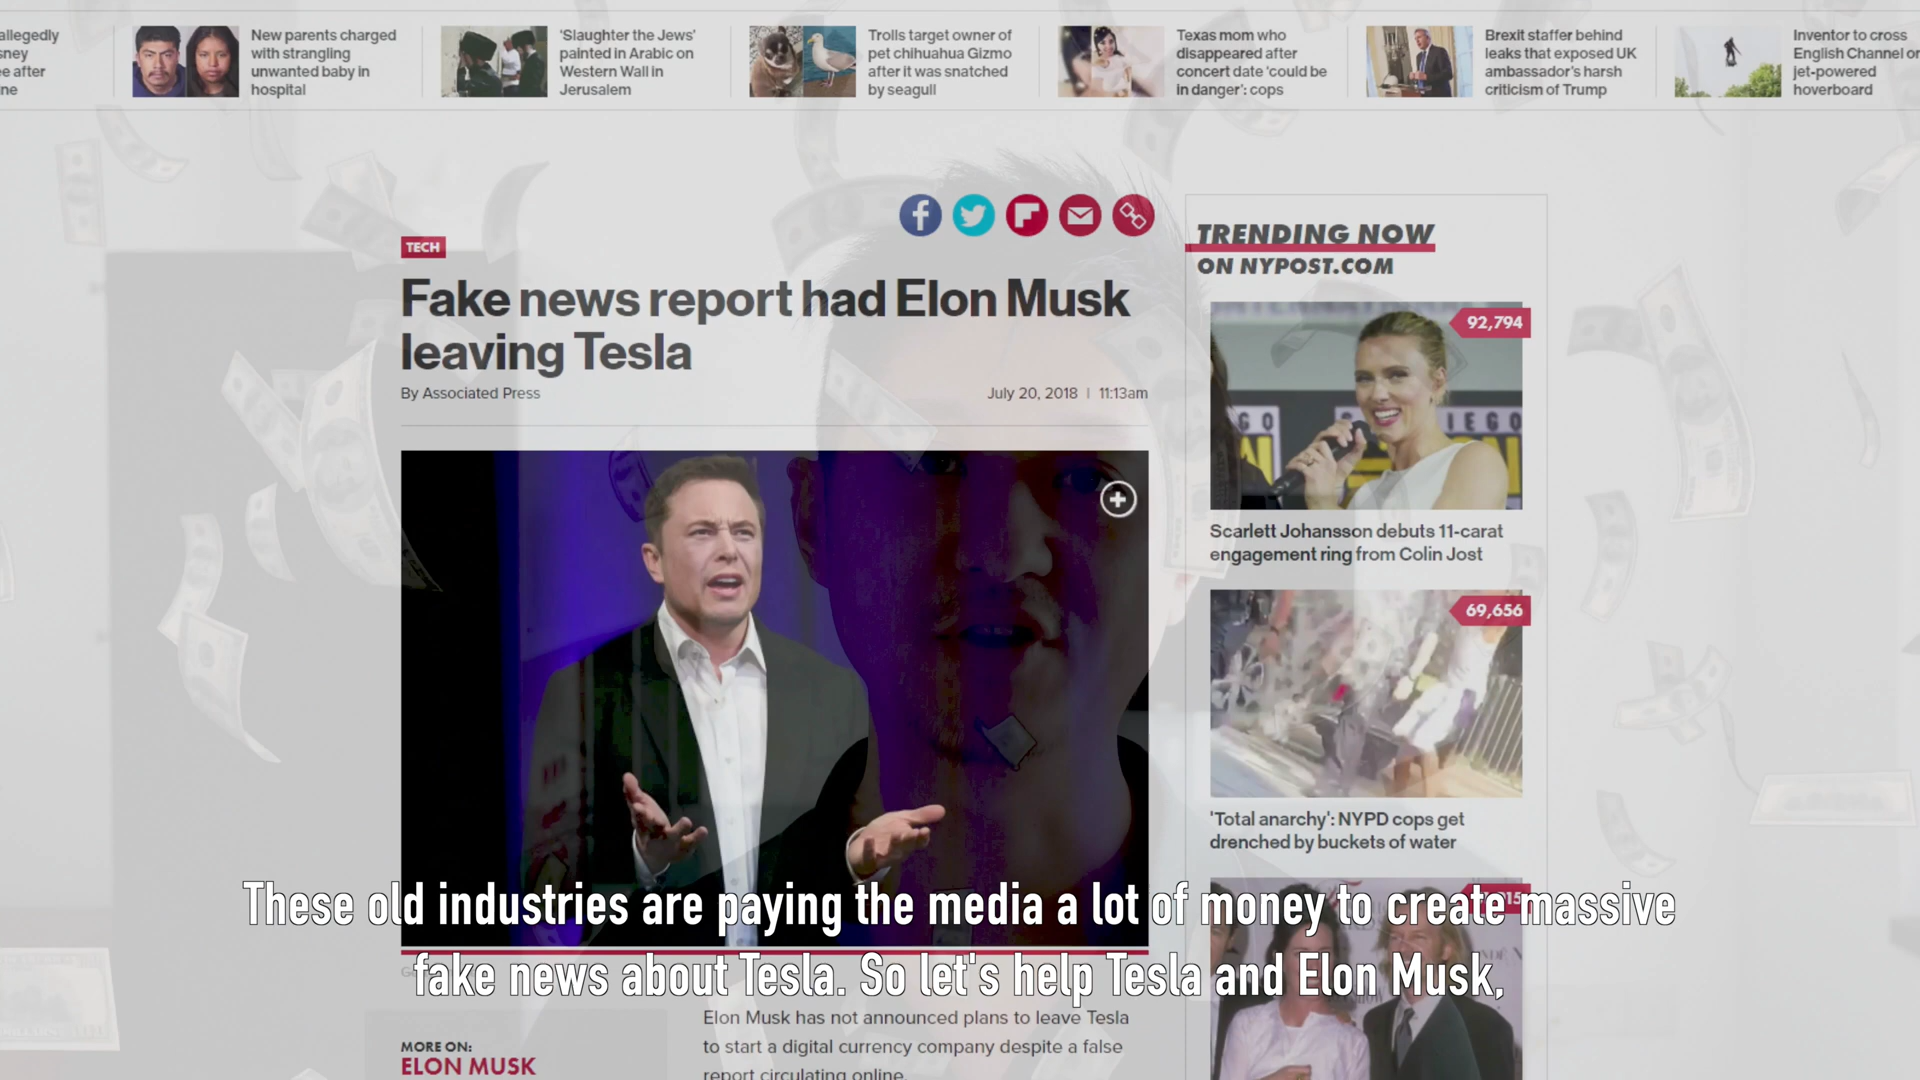 allegedly
sney
e after
ne
New parents charged
with strangling
unwanted baby in
hospital
'Slaughter the Jews'
painted in Arabic on
Western Wall in
Jerusalem
Trolls target owner of
pet chihuahua Gizmo
after it was snatched
by seagull
Texas mom who
disappeared after
concert date 'could be
in danger': cops
Brexit staffer behind
leaks that exposed UK
ambassador's harsh
criticism of Trump
Inventor to cross
English Channel on
jet-powered
hoverboard
TECH
Fake news report had Elon Musk
leaving Tesla
By Associated Press
July 20, 2018 | 11:13am
TRENDING NOW
ON NYPOST.COM
92,794
Scarlett Johansson debuts 11-carat
engagement ring from Colin Jost
69,656
'Total anarchy': NYPD cops get
drenched by buckets of water
These old industries are paying the media a lot of money to create massive
fake news about Tesla. So let's help Tesla and Elon Musk,
Elon Musk has not announced plans to leave Tesla
to start a digital currency company despite a false
report circulating online.
MORE ON:
ELON MUSK